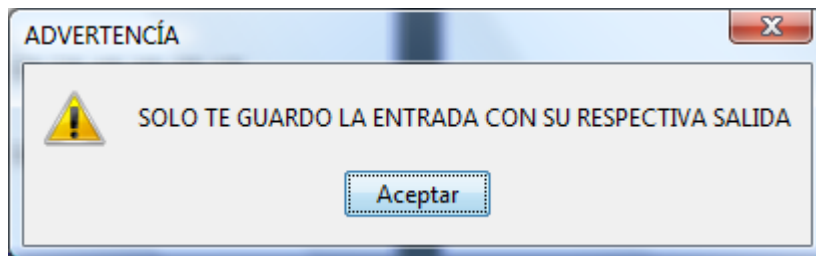 ADVERTENCÍA
SOLO TE GUARDO LA ENTRADA CON SU RESPECTIVA SALIDA
Aceptar